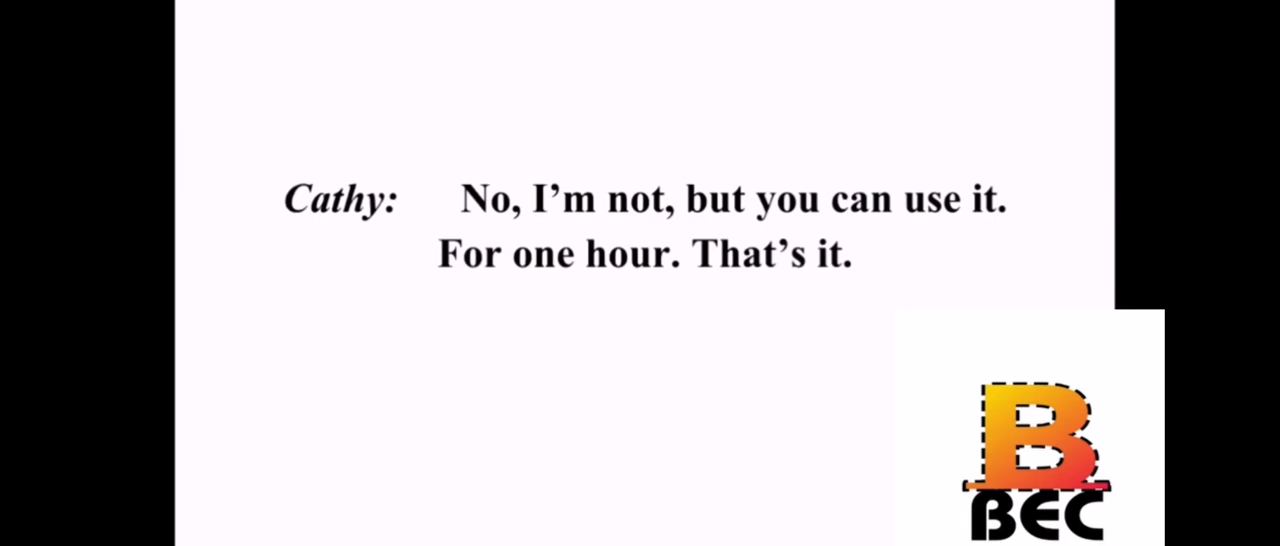 Cathy: No, I’m not, but you can use it.
For one hour. That’s it.
B
BEC